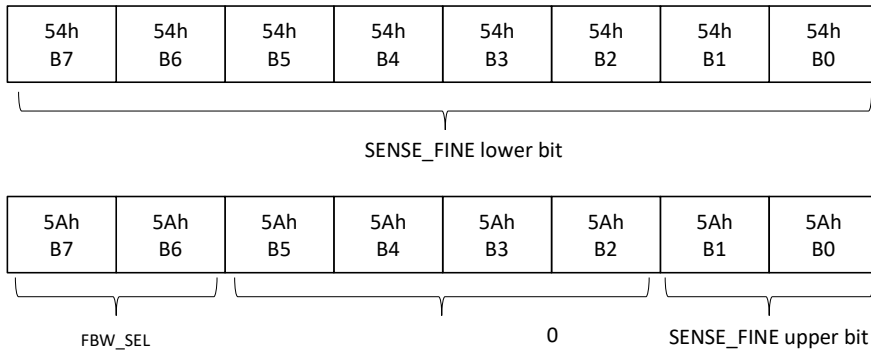 54h 54h 54h 54h 54h 54h 54h 54h
B7 B6 B5 B4 B3 B2 B1 B0
SENSE_FINE lower bit
5Ah 5Ah 5Ah 5Ah 5Ah 5Ah 5Ah 5Ah
B7 B6 B5 B4 B3 B2 B1 B0
FBW_SEL 0 SENSE_FINE upper bit